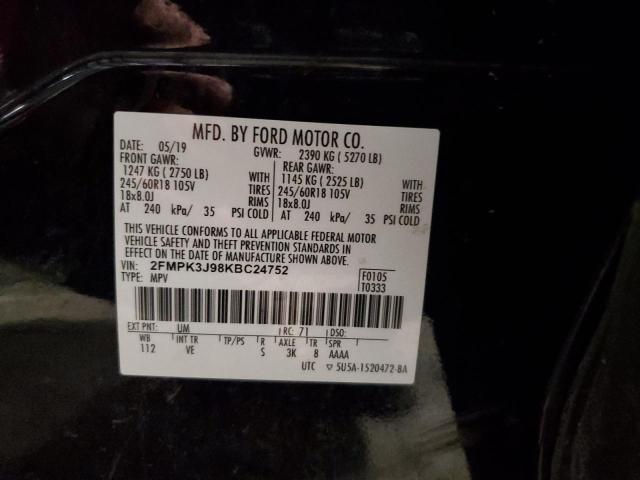 MFD. BY FORD MOTOR CO.
DATE: 05/19 GVWR: 2390 KG ( 5270 LB)
FRONT GAWR: REAR GAWR:
1247 KG ( 2750 LB) WITH 1145 KG ( 2525 LB) WITH
245/60R18 105V TIRES 245/60R18 105V TIRES
18x8.0J RIMS 18x8.0J RIMS
AT 240 kPa/ 35 PSI COLD AT 240 kPa/ 35 PSI COLD
THIS VEHICLE CONFORMS TO ALL APPLICABLE FEDERAL MOTOR
VEHICLE SAFETY AND THEFT PREVENTION STANDARDS IN
EFFECT ON THE DATE OF MANUFACTURE SHOWN ABOVE.
VIN: 2FMPK3J98KBC24752 F0105
TYPE: MPV T0333
EXT PNT: UM RC: 71 DSO:
WB INT TR TP/PS R AXLE TR SPR
112 VE S 3K 8 AAAA
UTC 5U5A-1520472-BA